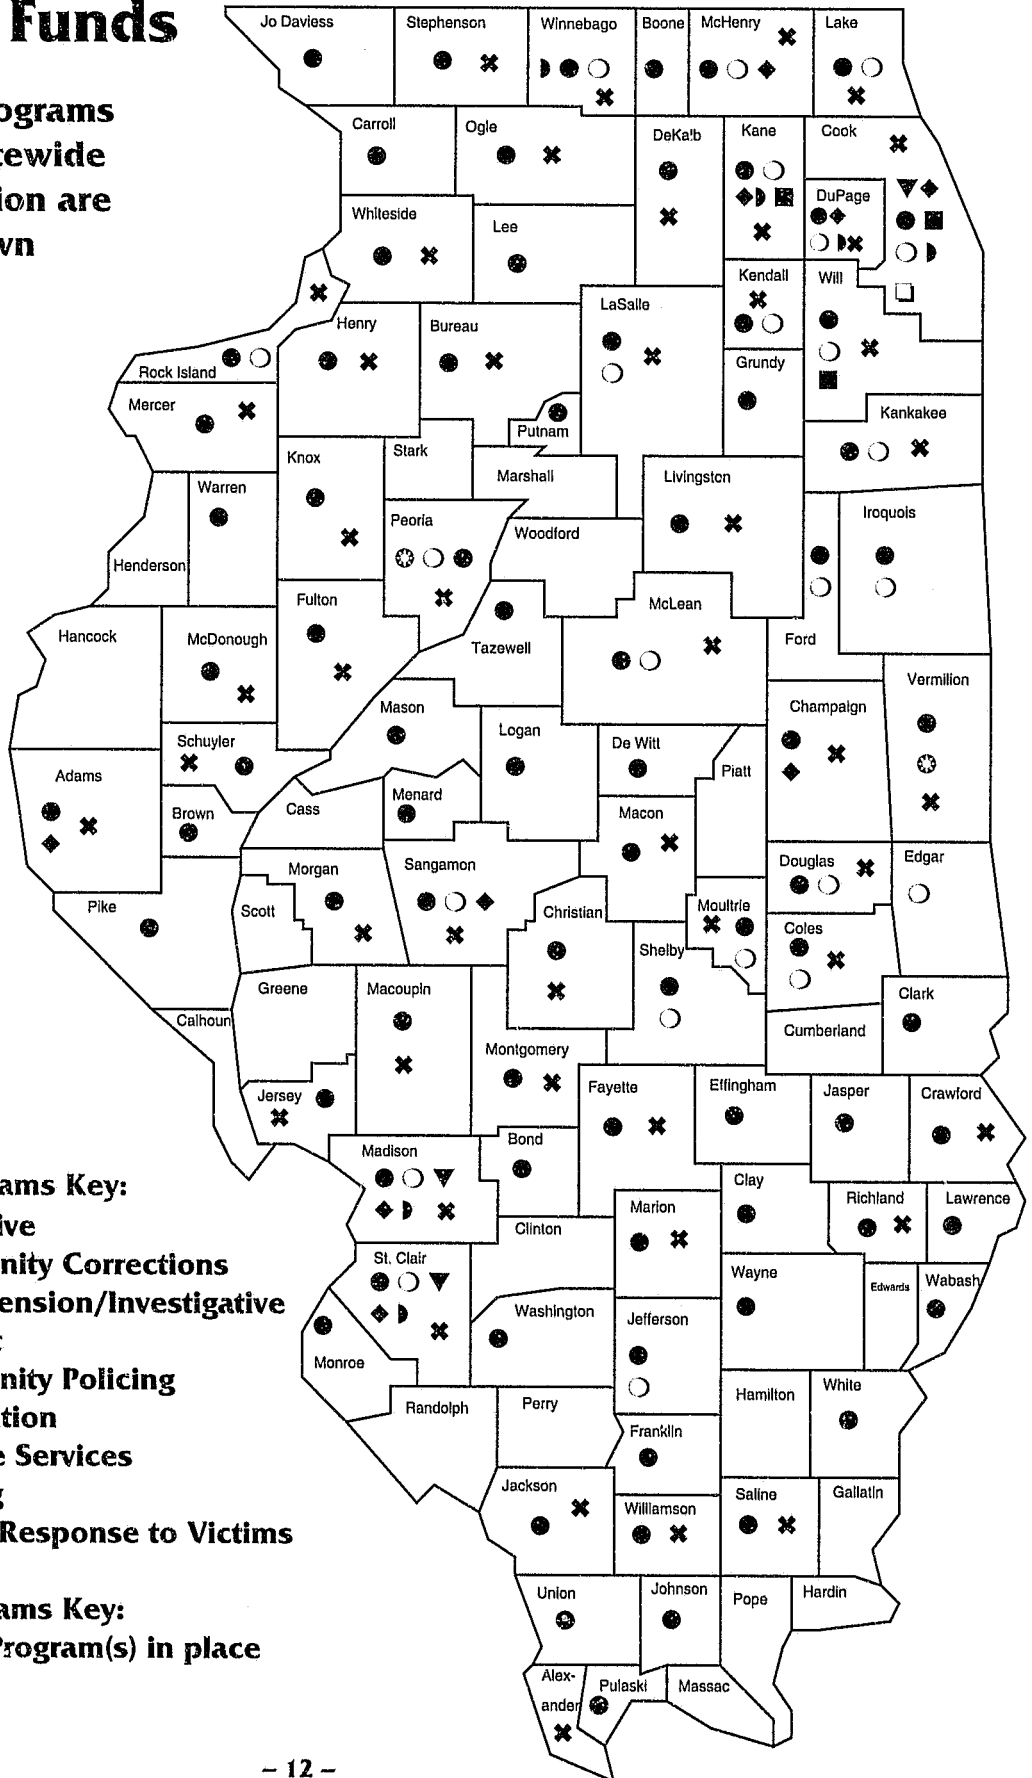 Funds
ograms
tewide
ion are
wn
Jo Daviess
Stephenson
Winnebago
Boone
McHenry
Lake
Carroll
Ogle
DeKalb
Kane
Cook
DuPage
Whiteside
Lee
Kendall
Will
LaSalle
Henry
Bureau
Grundy
Rock Island
Mercer
Putnam
Kankakee
Stark
Knox
Marshall
Livingston
Warren
Peoria
Woodford
Iroquois
Henderson
Fulton
McLean
Hancock
McDonough
Tazewell
Ford
Vermilion
Mason
Champaign
Logan
Schuyler
De Witt
Piatt
Adams
Menard
Cass
Brown
Macon
Douglas
Edgar
Morgan
Sangamon
Moultrie
Pike
Scott
Christian
Coles
Shelby
Greene
Macoupin
Clark
Calhoun
Cumberland
Montgomery
Jersey
Fayette
Effingham
Jasper
Crawford
Bond
Madison
Clay
Richland
Lawrence
Marion
Clinton
St. Clair
Wayne
Edwards
Wabash
Washington
Jefferson
Monroe
Hamilton
White
Randolph
Perry
Franklin
Jackson
Saline
Gallatin
Williamson
Union
Johnson
Pope
Hardin
Alex-
ander
Pulaski
Massac
ams Key:
ive
nity Corrections
ension/Investigative
nity Policing
tion
e Services
g
Response to Victims
ams Key:
Program(s) in place
– 12 –